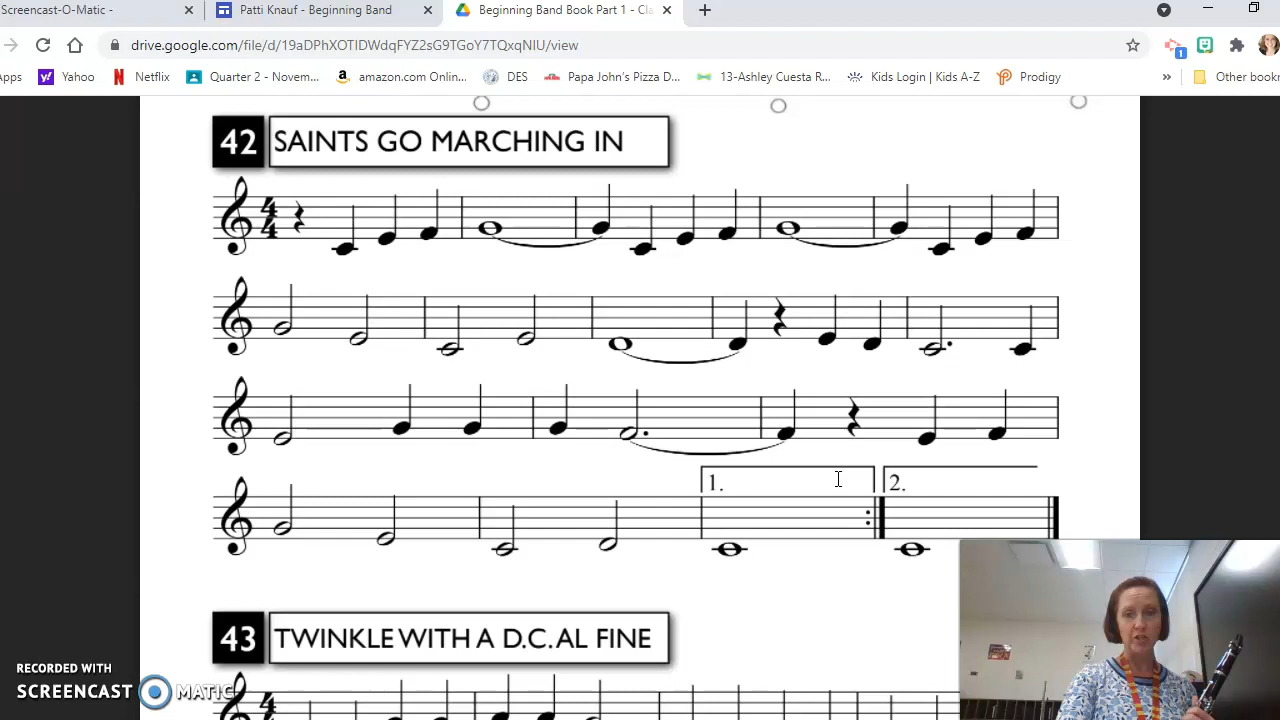 Screencast-O-Matic -
Patti Knauf - Beginning Band
Beginning Band Book Part 1 - Cla
drive.google.com/file/d/19aDPhXOTIDWdqFYZ2sG9TGoY7TQxqNIU/view
1
pps
Yahoo
Netflix
Quarter 2 - Novem...
amazon.com Onlin...
DES
Papa John's Pizza D...
13-Ashley Cuesta R...
Kids Login | Kids A-Z
Prodigy
»
Other book
42 SAINTS GO MARCHING IN
4
4
1.
2.
43 TWINKLE WITH A D.C. AL FINE
4
RECORDED WITH
SCREENCAST MATIC